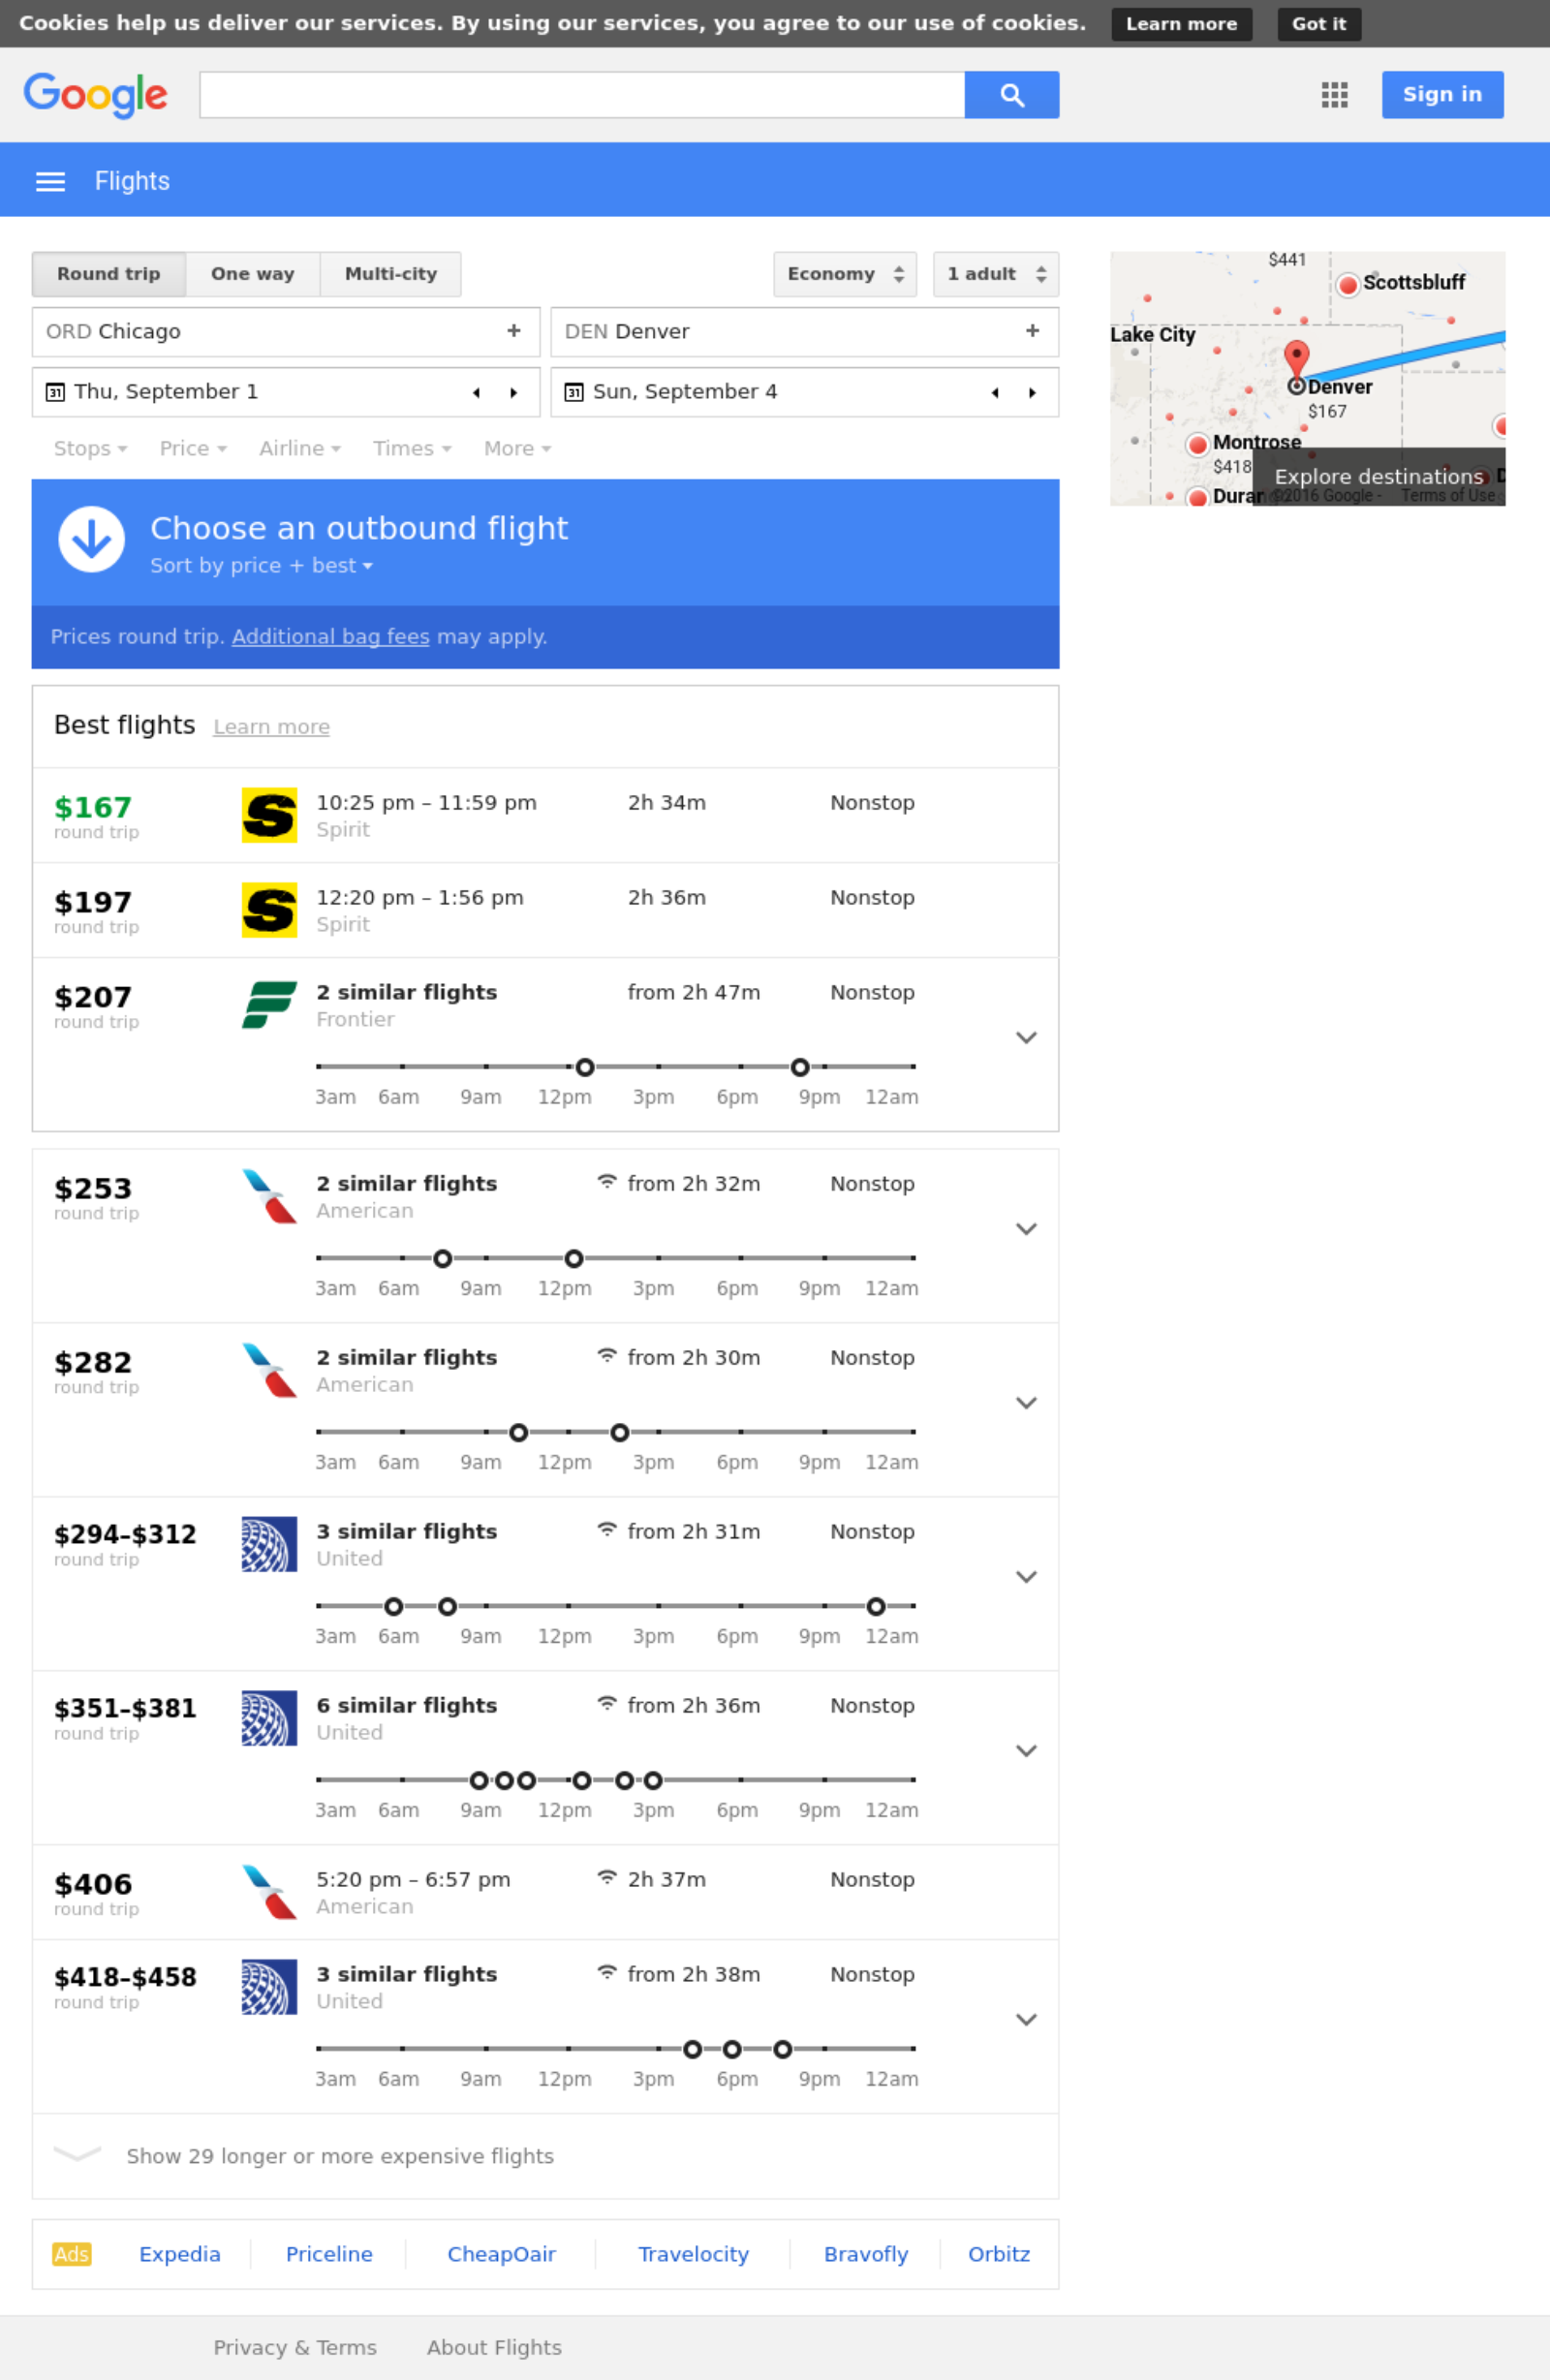 Cookies help us deliver our services. By using our services, you agree to our use of cookies. Learn more Got it
Google
Sign in
Flights
Round trip One way Multi-city Economy 1 adult
ORD Chicago + DEN Denver +
31 Thu, September 1 31 Sun, September 4
Stops Price Airline Times More
$441
Scottsbluff
Lake City
Denver
$167
Montrose
$418
Explore destinations
©2016 Google - Terms of Use
Choose an outbound flight
Sort by price + best
Prices round trip. Additional bag fees may apply.
Best flights Learn more
$167 10:25 pm – 11:59 pm 2h 34m Nonstop
round trip Spirit
$197 12:20 pm – 1:56 pm 2h 36m Nonstop
round trip Spirit
$207 2 similar flights from 2h 47m Nonstop
round trip Frontier
3am 6am 9am 12pm 3pm 6pm 9pm 12am
$253 2 similar flights from 2h 32m Nonstop
round trip American
3am 6am 9am 12pm 3pm 6pm 9pm 12am
$282 2 similar flights from 2h 30m Nonstop
round trip American
3am 6am 9am 12pm 3pm 6pm 9pm 12am
$294–$312 3 similar flights from 2h 31m Nonstop
round trip United
3am 6am 9am 12pm 3pm 6pm 9pm 12am
$351–$381 6 similar flights from 2h 36m Nonstop
round trip United
3am 6am 9am 12pm 3pm 6pm 9pm 12am
$406 5:20 pm – 6:57 pm 2h 37m Nonstop
round trip American
$418–$458 3 similar flights from 2h 38m Nonstop
round trip United
3am 6am 9am 12pm 3pm 6pm 9pm 12am
Show 29 longer or more expensive flights
Ads Expedia Priceline CheapOair Travelocity Bravofly Orbitz
Privacy & Terms About Flights